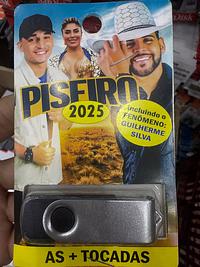 PISEIRO
2025
incluindo o
FENÔMENO:
GUILHERME
SILVA
AS + TOCADAS